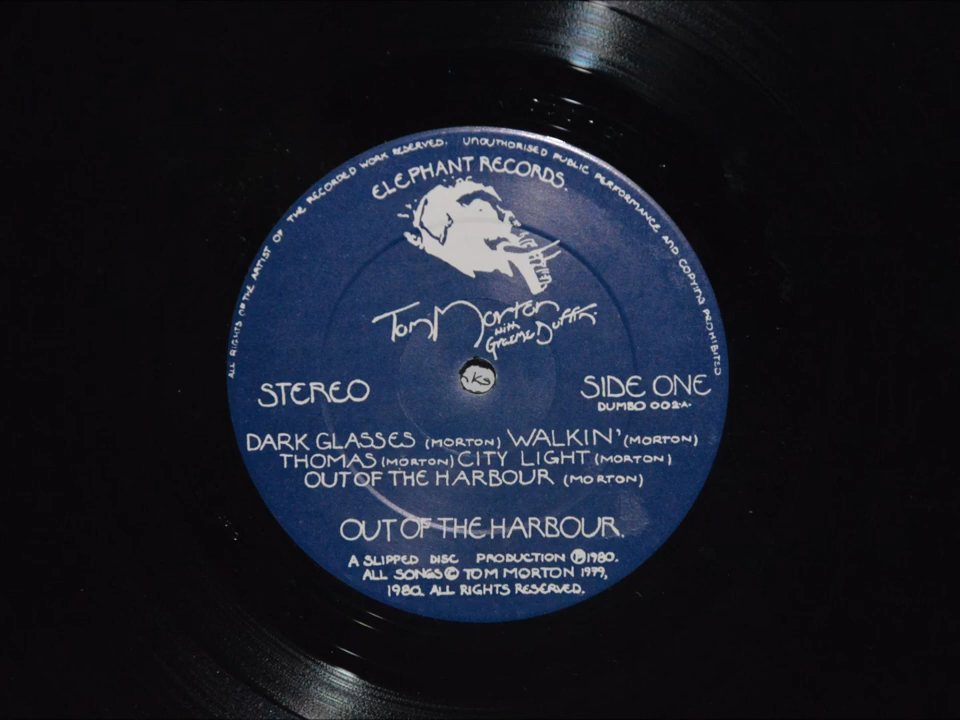 ALL RIGHTS OF THE ARTIST OF THE RECORDED WORK RESERVED. UNAUTHORISED PUBLIC PERFORMANCE AND COPYING PROHIBITED
ELEPHANT RECORDS.
Tom Morton
with
Graeme Duffin.
STEREO
SIDE ONE
DUMBO 002.A.
DARK GLASSES (MORTON) WALKIN' (MORTON)
THOMAS (MORTON) CITY LIGHT (MORTON)
OUT OF THE HARBOUR (MORTON)
OUT OF THE HARBOUR.
A SLIPPED DISC PRODUCTION ℗1980.
ALL SONGS © TOM MORTON 1979,
1980. ALL RIGHTS RESERVED.